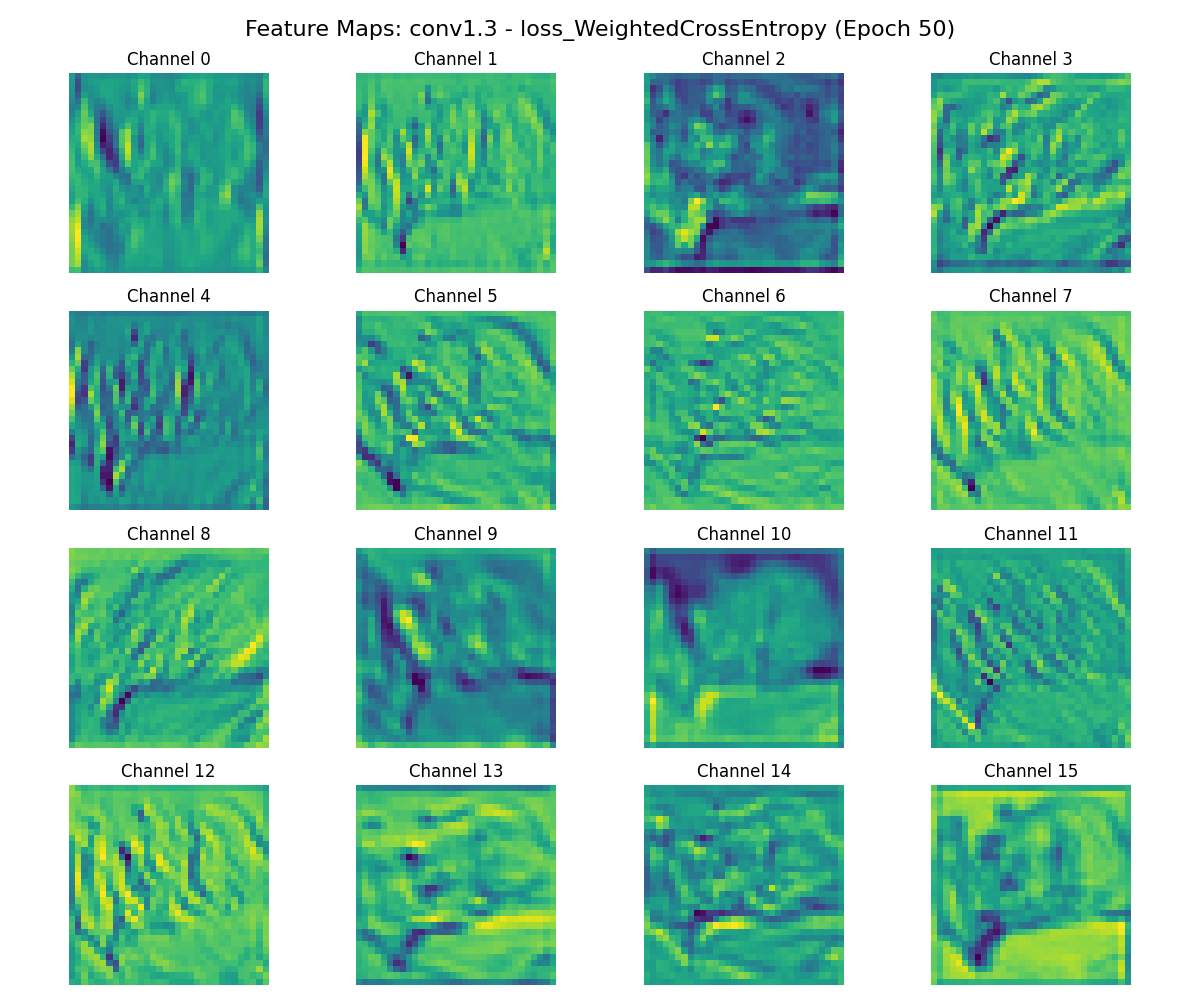 Feature Maps: conv1.3 - loss_WeightedCrossEntropy (Epoch 50)
Channel 0
Channel 1
Channel 2
Channel 3
Channel 4
Channel 5
Channel 6
Channel 7
Channel 8
Channel 9
Channel 10
Channel 11
Channel 12
Channel 13
Channel 14
Channel 15